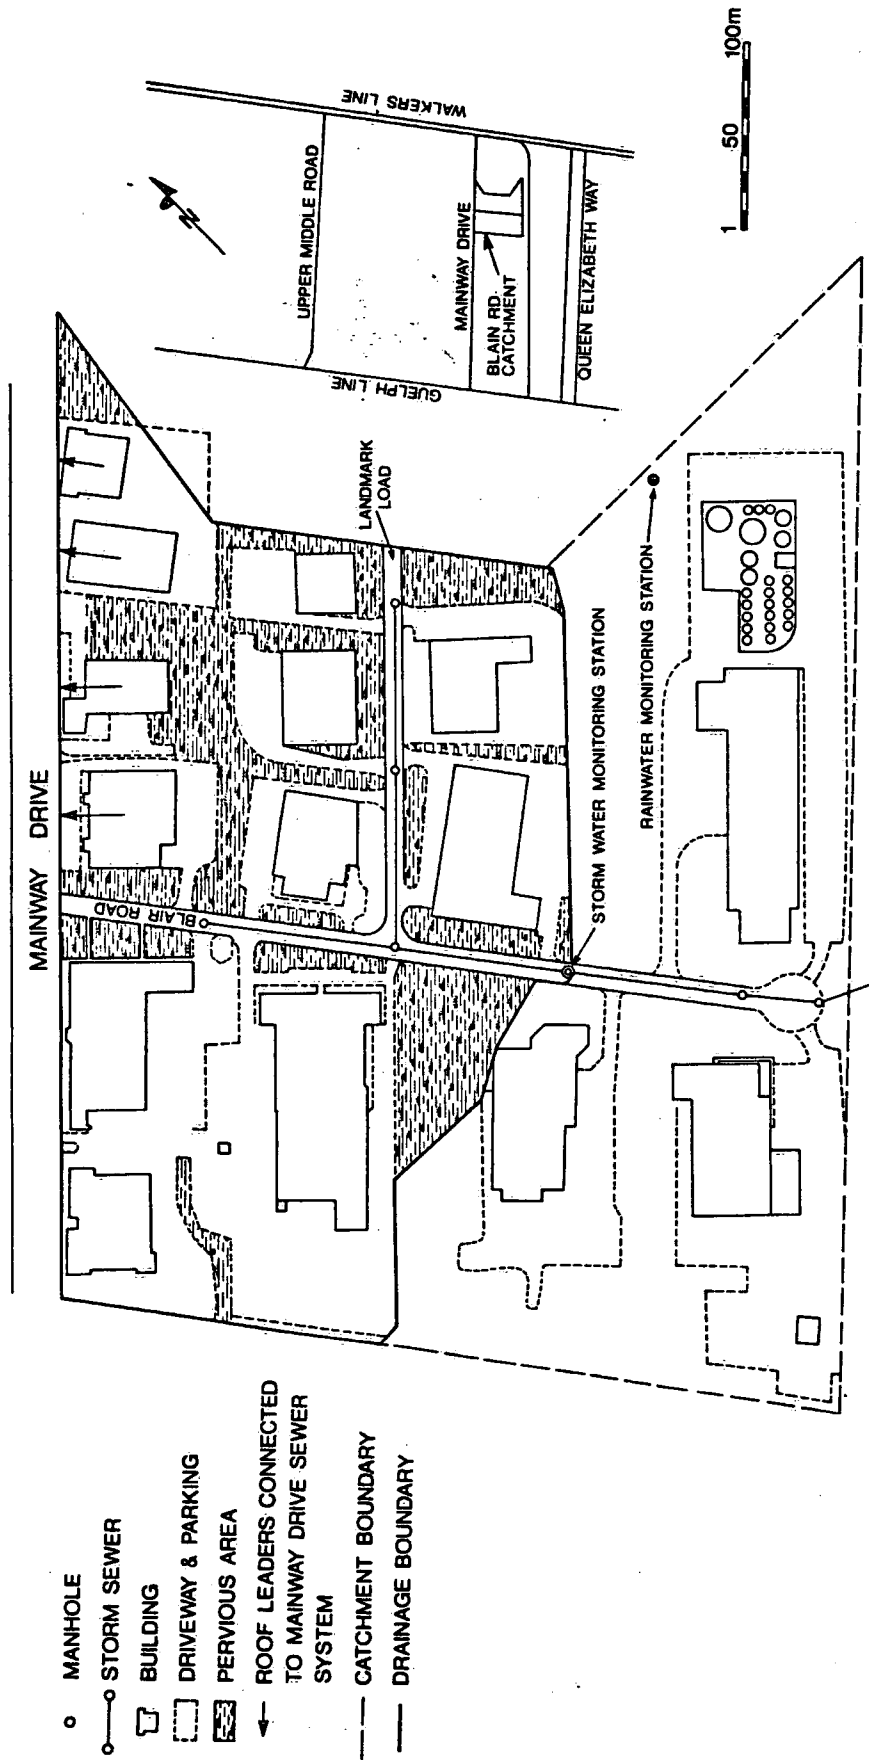 MAINWAY DRIVE
BLAIR ROAD
LANDMARK
LOAD
STORM WATER MONITORING STATION
RAINWATER MONITORING STATION
N
UPPER MIDDLE ROAD
WALKERS LINE
GUELPH LINE
MAINWAY DRIVE
BLAIN RD.
CATCHMENT
QUEEN ELIZABETH WAY
1 50 100m
MANHOLE
STORM SEWER
BUILDING
DRIVEWAY & PARKING
PERVIOUS AREA
ROOF LEADERS CONNECTED
TO MAINWAY DRIVE SEWER
SYSTEM
CATCHMENT BOUNDARY
DRAINAGE BOUNDARY